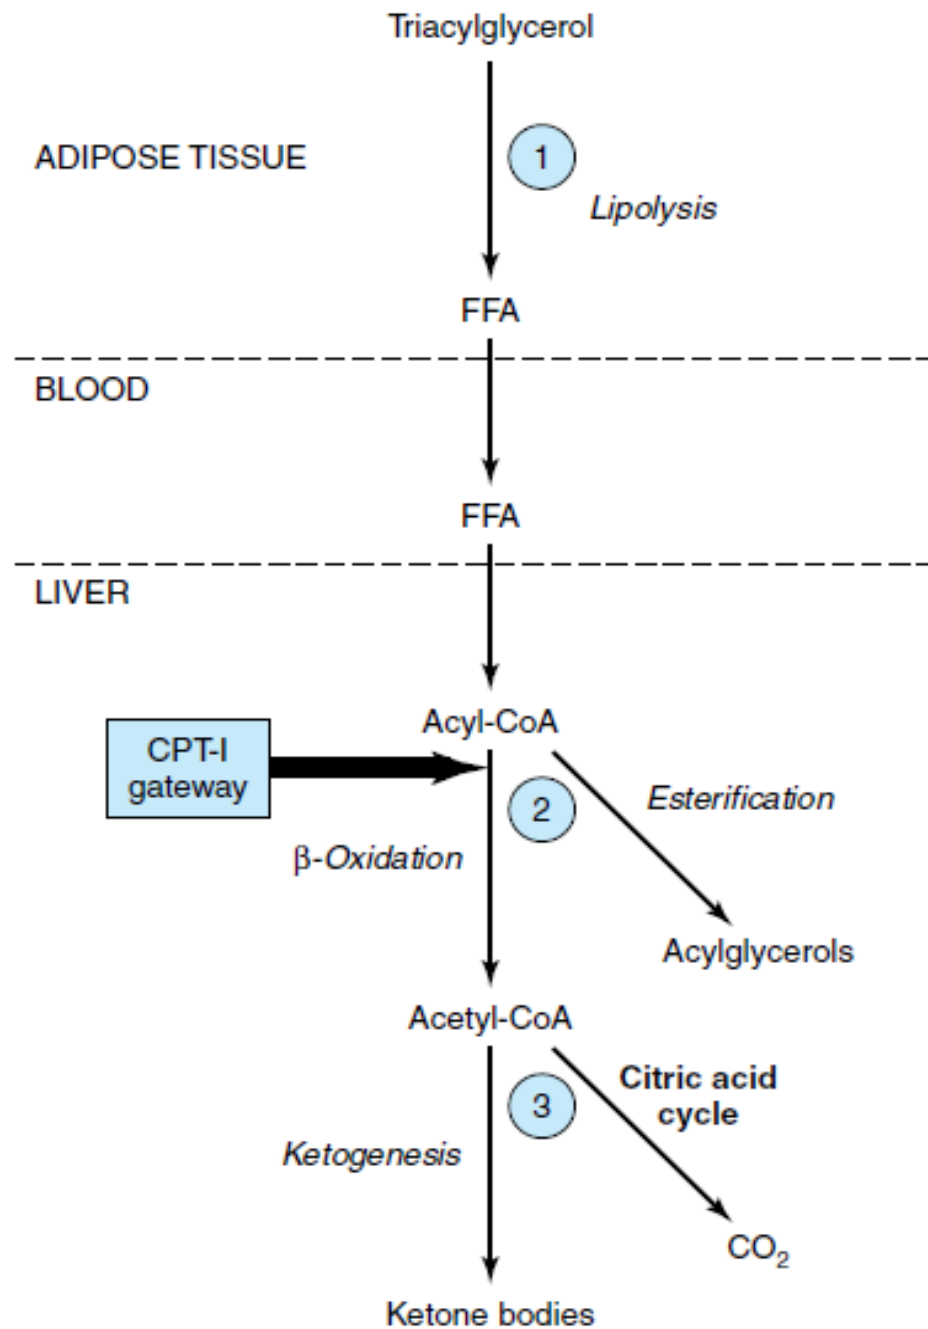 Triacylglycerol
ADIPOSE TISSUE
1
Lipolysis
FFA
BLOOD
FFA
LIVER
Acyl-CoA
CPT-I
gateway
2
Esterification
β-Oxidation
Acylglycerols
Acetyl-CoA
Citric acid
cycle
3
Ketogenesis
CO₂
Ketone bodies